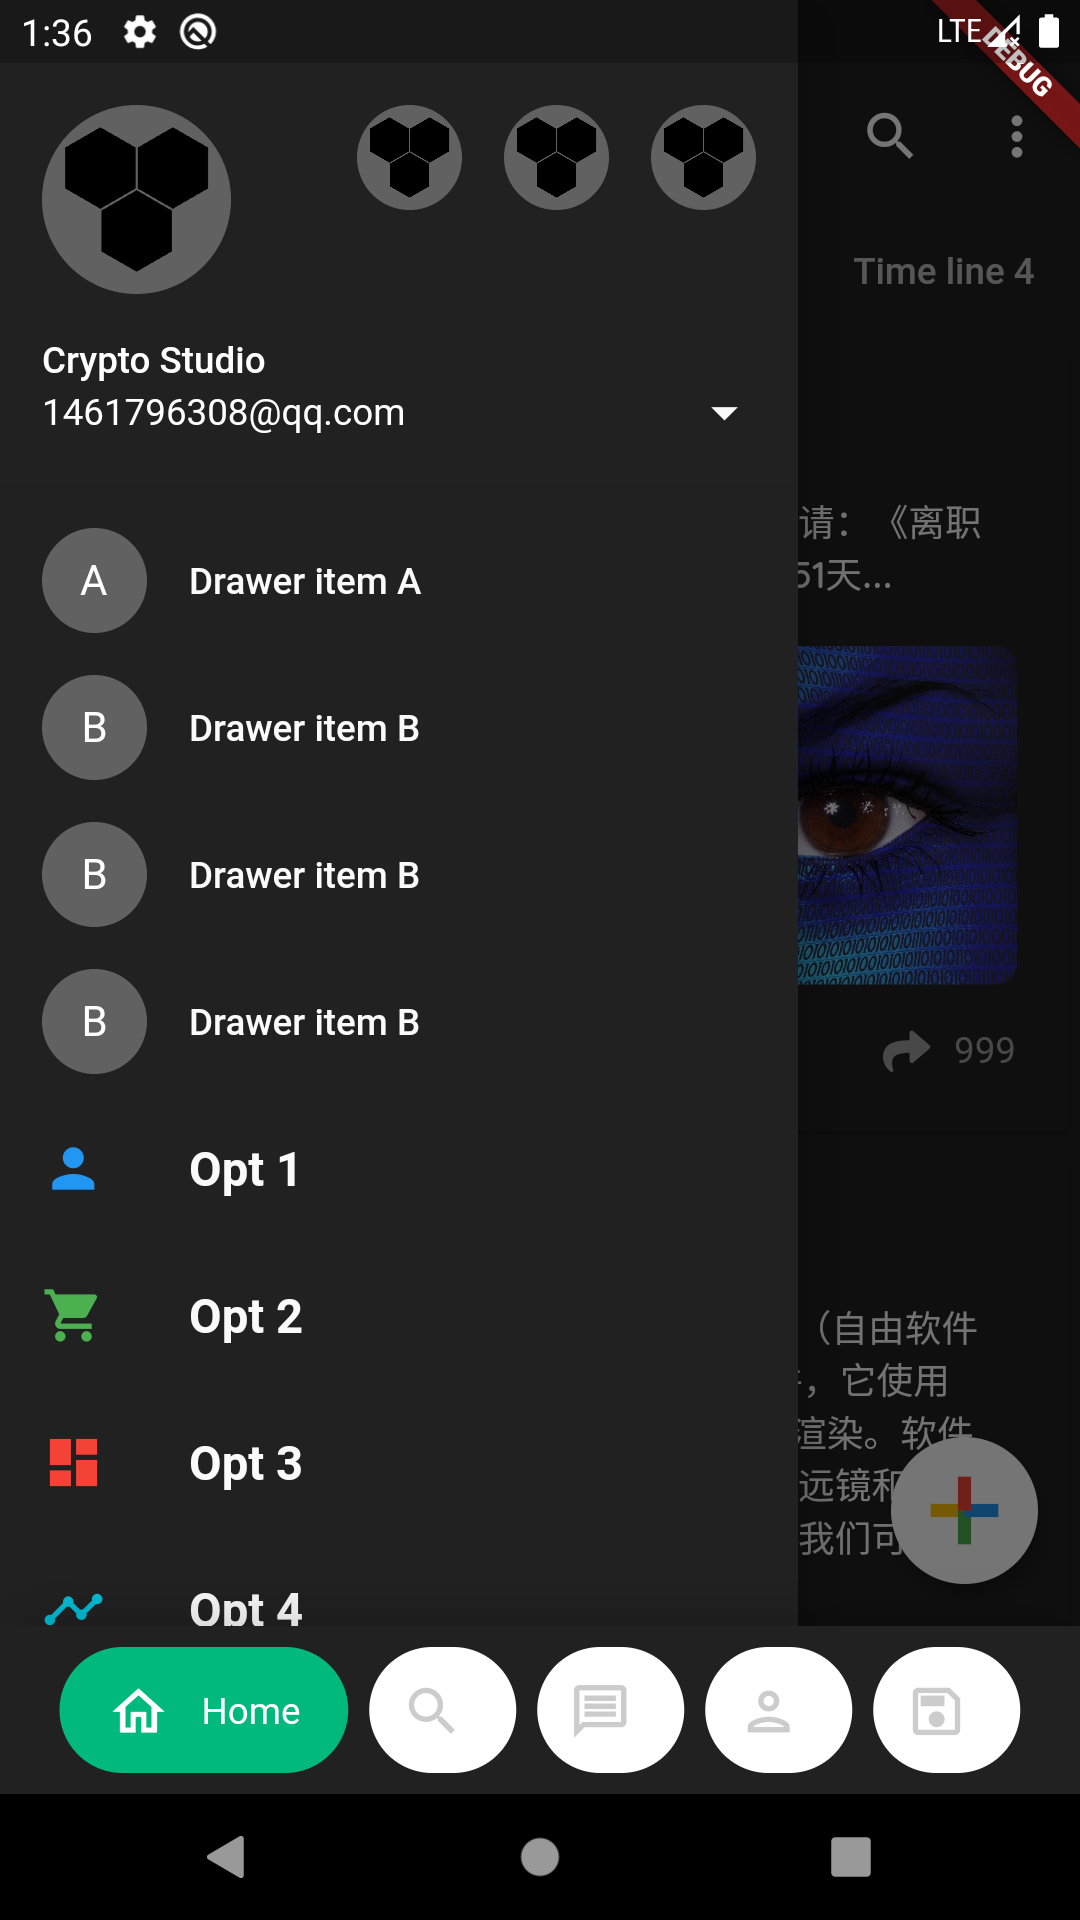 1:36
LTE
DEBUG
Time line 4
Crypto Studio
1461796308@qq.com
请：《离职
51天...
A Drawer item A
B Drawer item B
B Drawer item B
B Drawer item B
999
Opt 1
Opt 2
（自由软件
，它使用
渲染。软件
Opt 3
远镜和
我们可
Opt 4
Home